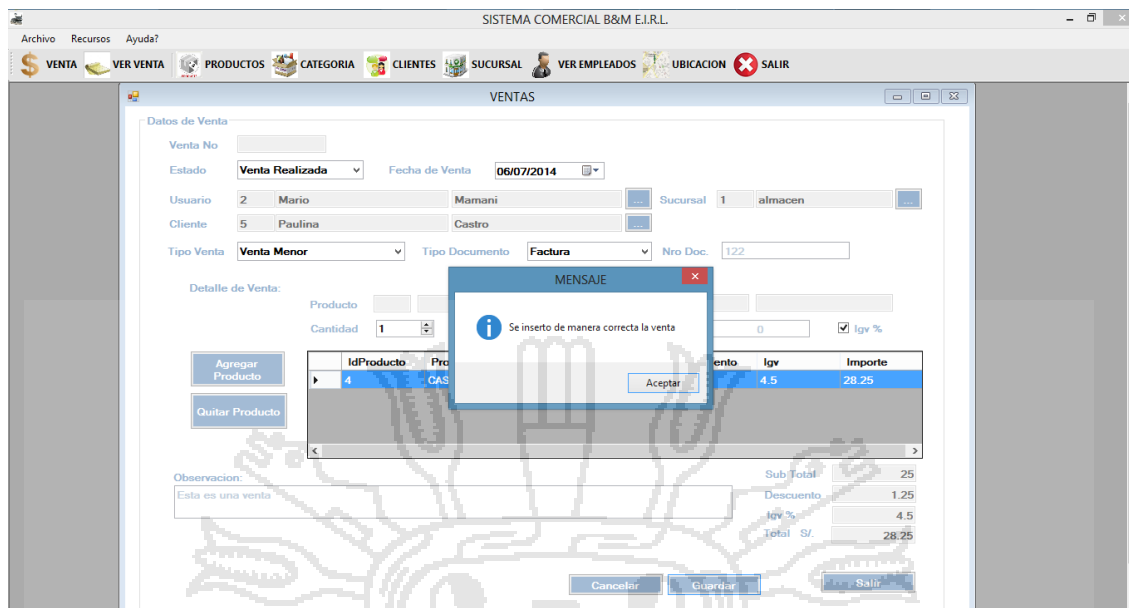 SISTEMA COMERCIAL B&M E.I.R.L.
Archivo Recursos Ayuda?
VENTA VER VENTA PRODUCTOS CATEGORIA CLIENTES SUCURSAL VER EMPLEADOS UBICACION SALIR
VENTAS
Datos de Venta
Venta No
Estado Venta Realizada Fecha de Venta 06/07/2014
Usuario 2 Mario Mamani ... Sucursal 1 almacen ...
Cliente 5 Paulina Castro ...
Tipo Venta Venta Menor Tipo Documento Factura Nro Doc. 122
MENSAJE
Detalle de Venta:
Producto
Se inserto de manera correcta la venta
Cantidad 1 0 Igv %
Agregar Producto
IdProducto Pro ento Igv Importe
4 CAS 4.5 28.25
Aceptar
Quitar Producto
Observacion:
Esta es una venta
Sub Total 25
Descuento 1.25
Igv % 4.5
Total S/. 28.25
Cancelar Guardar Salir